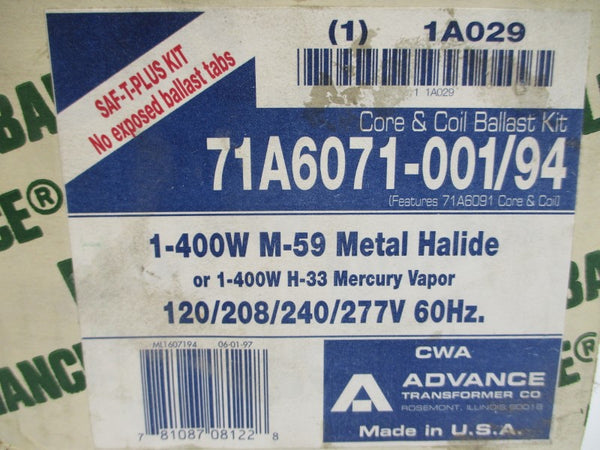 SAF-T-PLUS KIT
No exposed ballast tabs
(1) 1A029
1A029
Core & Coil Ballast Kit
71A6071-001/94
(Features 71A6091 Core & Coil)
1-400W M-59 Metal Halide
or 1-400W H-33 Mercury Vapor
120/208/240/277V 60Hz.
ML1607194 06-01-97
7 81087 08122 8
CWA
A ADVANCE
TRANSFORMER CO
ROSEMONT, ILLINOIS 60018
Made in U.S.A.